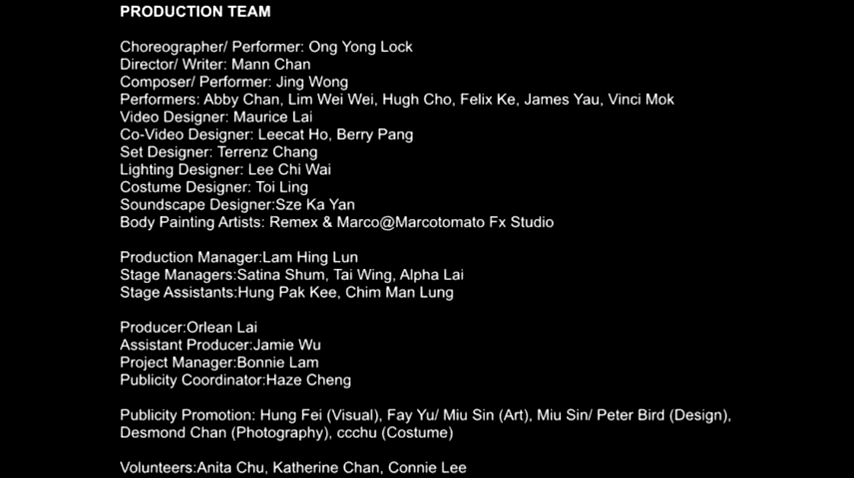 PRODUCTION TEAM
Choreographer/ Performer: Ong Yong Lock
Director/ Writer: Mann Chan
Composer/ Performer: Jing Wong
Performers: Abby Chan, Lim Wei Wei, Hugh Cho, Felix Ke, James Yau, Vinci Mok
Video Designer: Maurice Lai
Co-Video Designer: Leecat Ho, Berry Pang
Set Designer: Terrenz Chang
Lighting Designer: Lee Chi Wai
Costume Designer: Toi Ling
Soundscape Designer:Sze Ka Yan
Body Painting Artists: Remex & Marco@Marcotomato Fx Studio
Production Manager:Lam Hing Lun
Stage Managers:Satina Shum, Tai Wing, Alpha Lai
Stage Assistants:Hung Pak Kee, Chim Man Lung
Producer:Orlean Lai
Assistant Producer:Jamie Wu
Project Manager:Bonnie Lam
Publicity Coordinator:Haze Cheng
Publicity Promotion: Hung Fei (Visual), Fay Yu/ Miu Sin (Art), Miu Sin/ Peter Bird (Design),
Desmond Chan (Photography), ccchu (Costume)
Volunteers:Anita Chu, Katherine Chan, Connie Lee